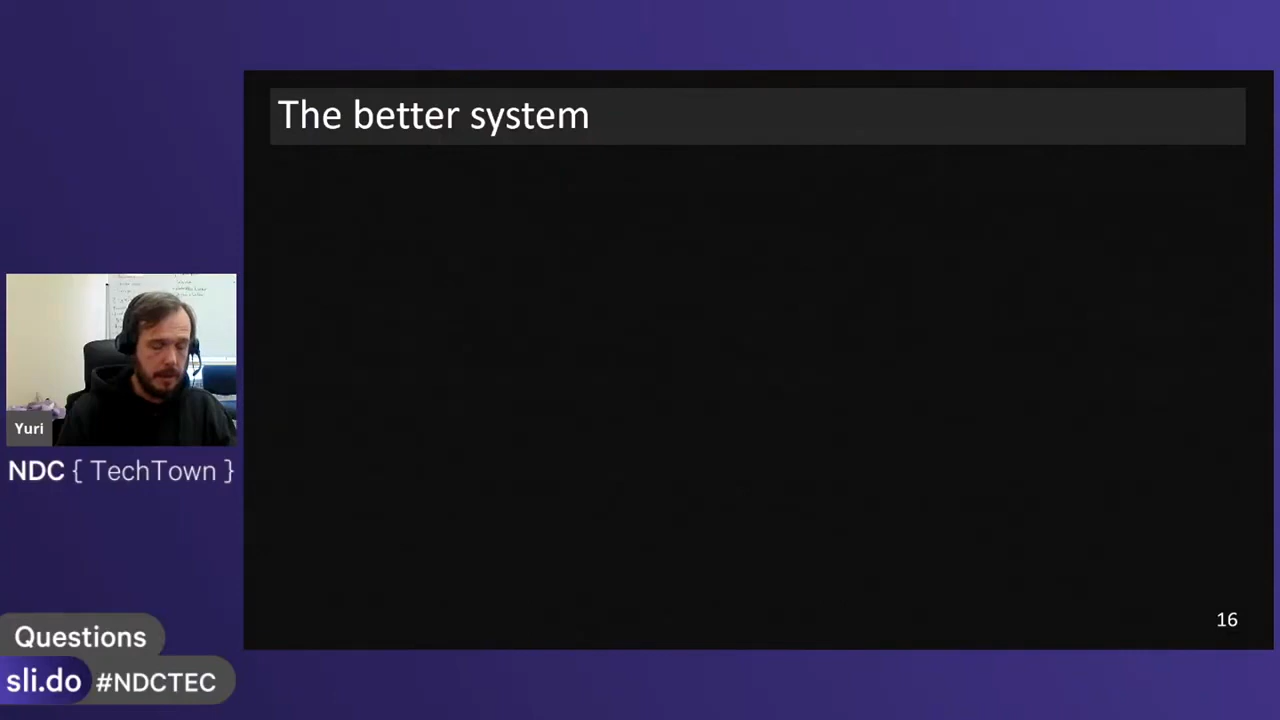 The better system
Yuri
NDC { TechTown }
16
Questions
sli.do #NDCTEC